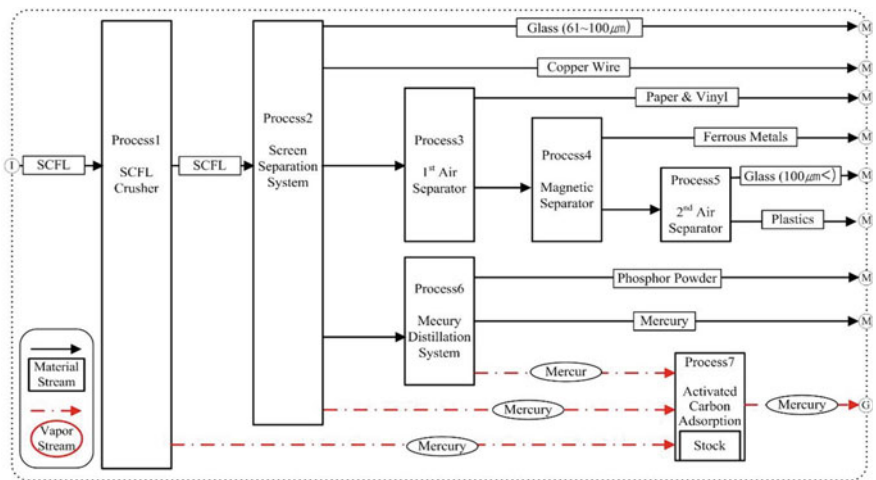 Glass (61~100㎛)
M
Copper Wire
M
Paper & Vinyl
M
Process1
SCFL
Crusher
Process2
Screen
Separation
System
Process3
1st Air
Separator
Ferrous Metals
M
Process4
Magnetic
Separator
I
SCFL
SCFL
Process5
2nd Air
Separator
Glass (100㎛<)
M
Plastics
M
Process6
Mecury
Distillation
System
Phosphor Powder
M
Mercury
M
Material
Stream
Vapor
Stream
Mercur
Mercury
Mercury
Process7
Activated
Carbon
Adsorption
Stock
Mercury
G